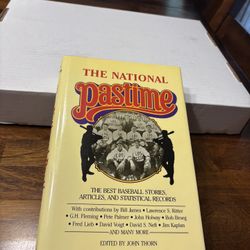 THE NATIONAL
Pastime
THE BEST BASEBALL STORIES,
ARTICLES, AND STATISTICAL RECORDS
With contributions by Bill James • Lawrence S. Ritter
• G.H. Fleming • Pete Palmer • John Holway • Bob Broeg
• Fred Lieb • David Voigt • David S. Neft • Jim Kaplan
AND MANY MORE
EDITED BY JOHN THORN